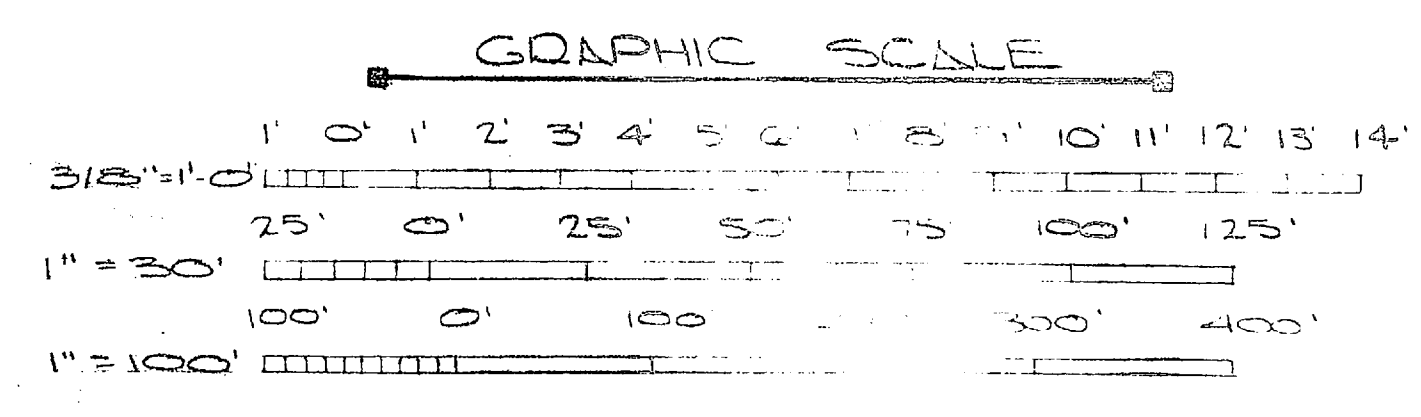 GRAPHIC SCALE
1' 0' 1' 2' 3' 4' 5' 6' 8' 10' 11' 12' 13' 14'
3/8"=1'-0'
25' 0' 25' 50' 75' 100' 125'
1" = 30'
100' 0' 100 300' 400'
1" = 100'